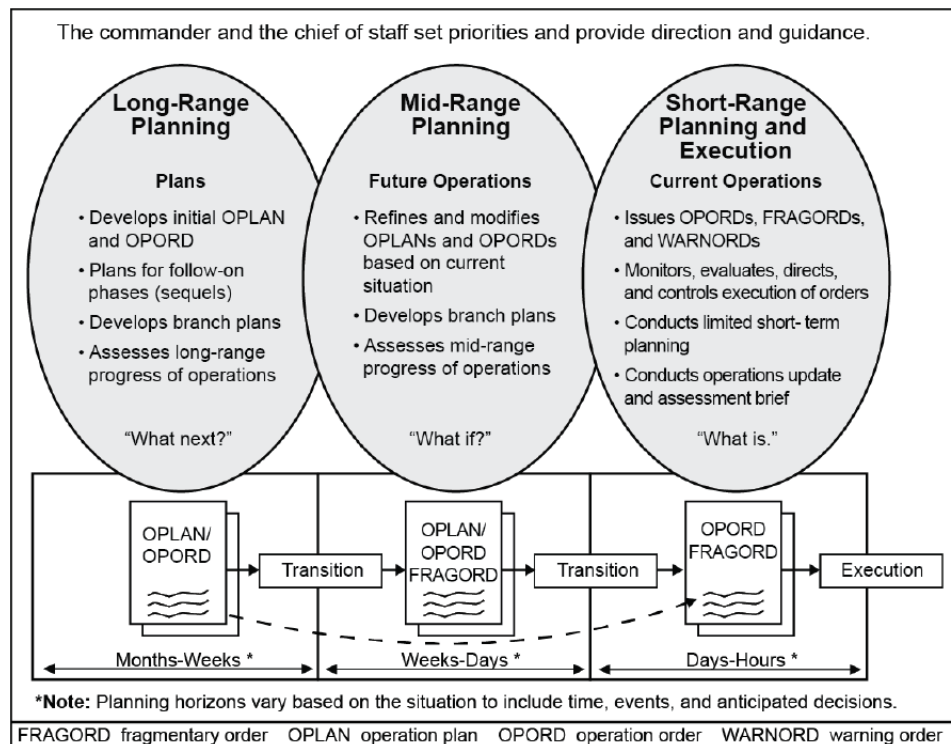 The commander and the chief of staff set priorities and provide direction and guidance.
Long-Range
Planning
Plans
• Develops initial OPLAN
and OPORD
• Plans for follow-on
phases (sequels)
• Develops branch plans
• Assesses long-range
progress of operations
“What next?”
Mid-Range
Planning
Future Operations
• Refines and modifies
OPLANs and OPORDs
based on current
situation
• Develops branch plans
• Assesses mid-range
progress of operations
“What if?”
Short-Range
Planning and
Execution
Current Operations
• Issues OPORDs, FRAGORDs,
and WARNORDs
• Monitors, evaluates, directs,
and controls execution of orders
• Conducts limited short- term
planning
• Conducts operations update
and assessment brief
“What is.”
OPLAN/
OPORD
Transition
OPLAN/
OPORD
FRAGORD
Transition
OPORD
FRAGORD
Execution
Months-Weeks *
Weeks-Days *
Days-Hours *
*Note: Planning horizons vary based on the situation to include time, events, and anticipated decisions.
FRAGORD fragmentary order OPLAN operation plan OPORD operation order WARNORD warning order